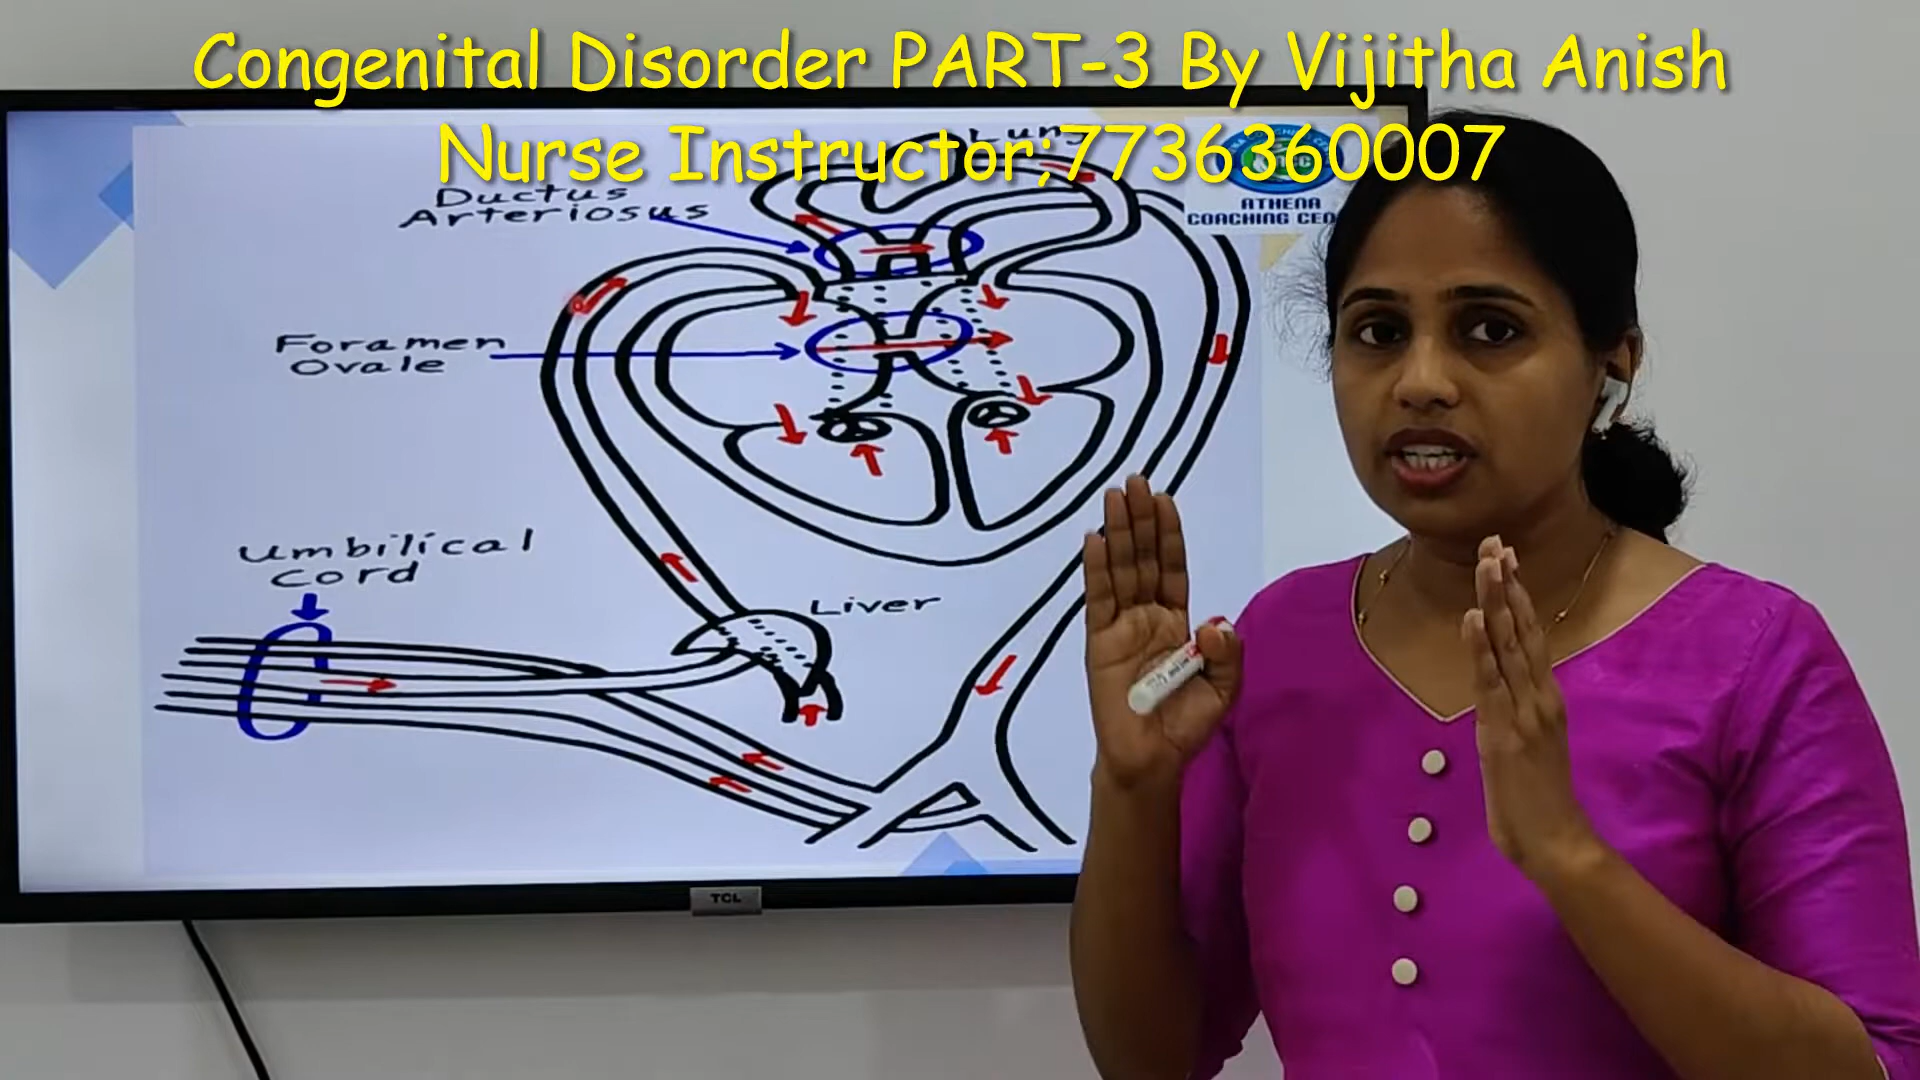 Congenital Disorder PART-3 By Vijitha Anish
Nurse Instructor;7736360007
Lung
Ductus
Arteriosus
ATHENA
COACHING
Foramen
Ovale
Umbilical
Cord
Liver
TCL